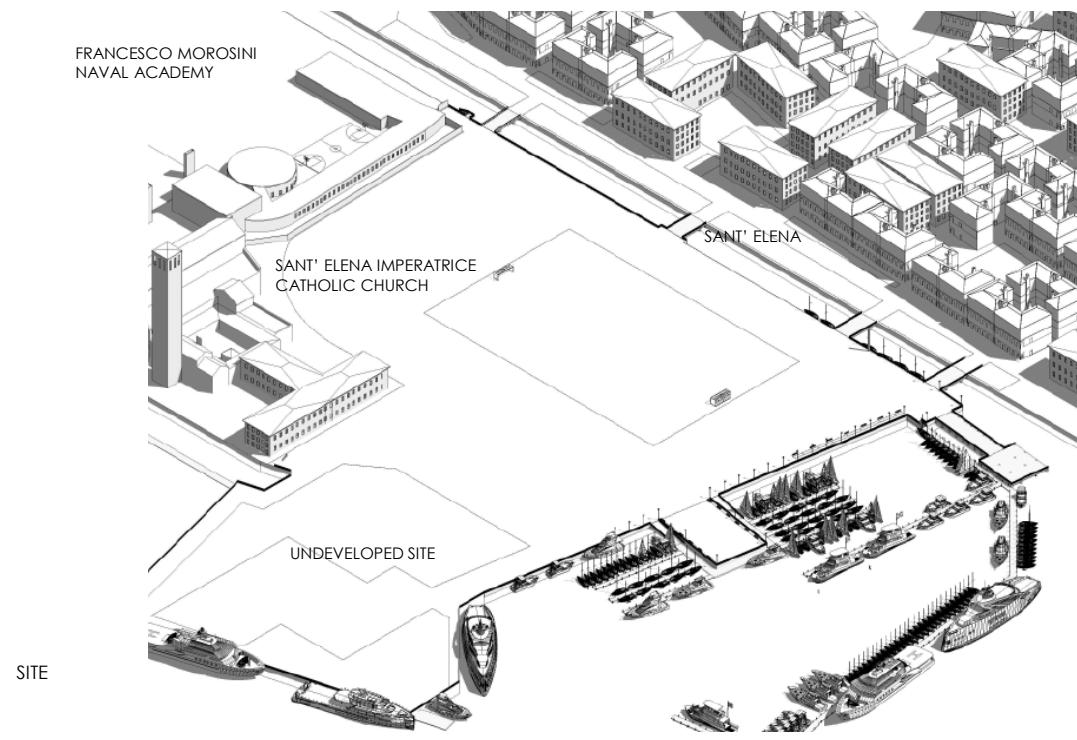 FRANCESCO MOROSINI
NAVAL ACADEMY
SANT’ ELENA
SANT’ ELENA IMPERATRICE
CATHOLIC CHURCH
UNDEVELOPED SITE
SITE